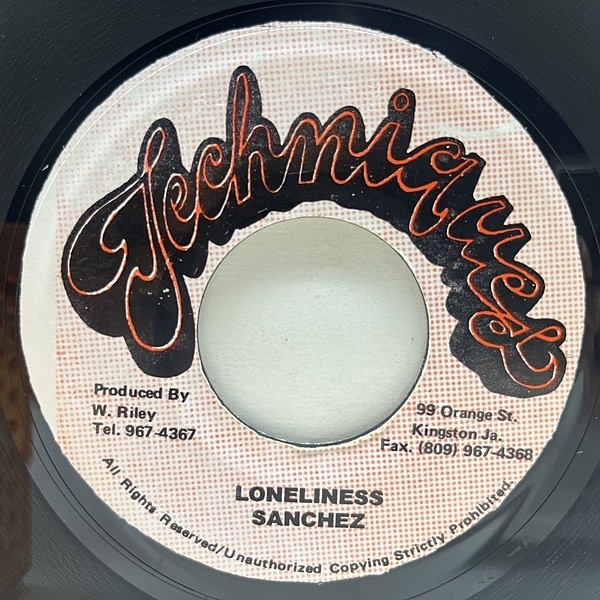 Techniques
Produced By
W. Riley
Tel. 967-4367
99 Orange St.
Kingston Ja.
Fax. (809) 967-4368
LONELINESS
SANCHEZ
All Rights Reserved/Unauthorized Copying Strictly Prohibited.